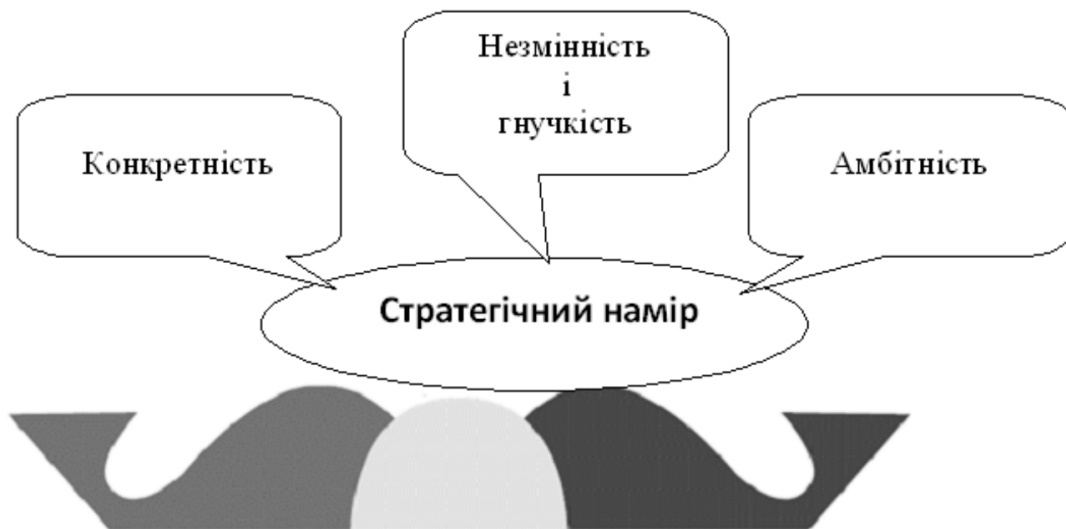 Незмінність
і
гнучкість
Конкретність
Амбітність
Стратегічний намір